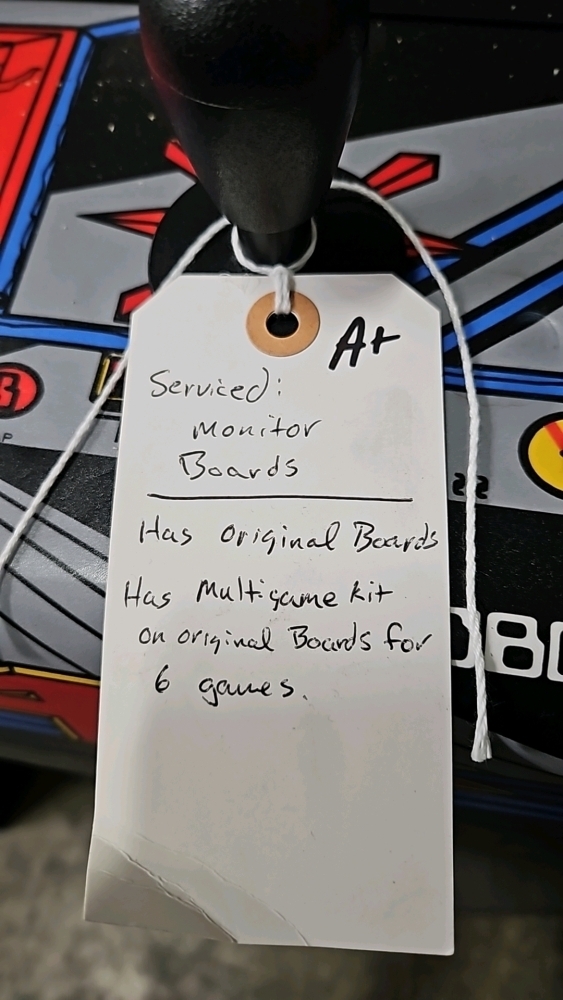 A+
Serviced:
Monitor
Boards
Has Original Boards
Has Multigame kit
on original Boards for
6 games.